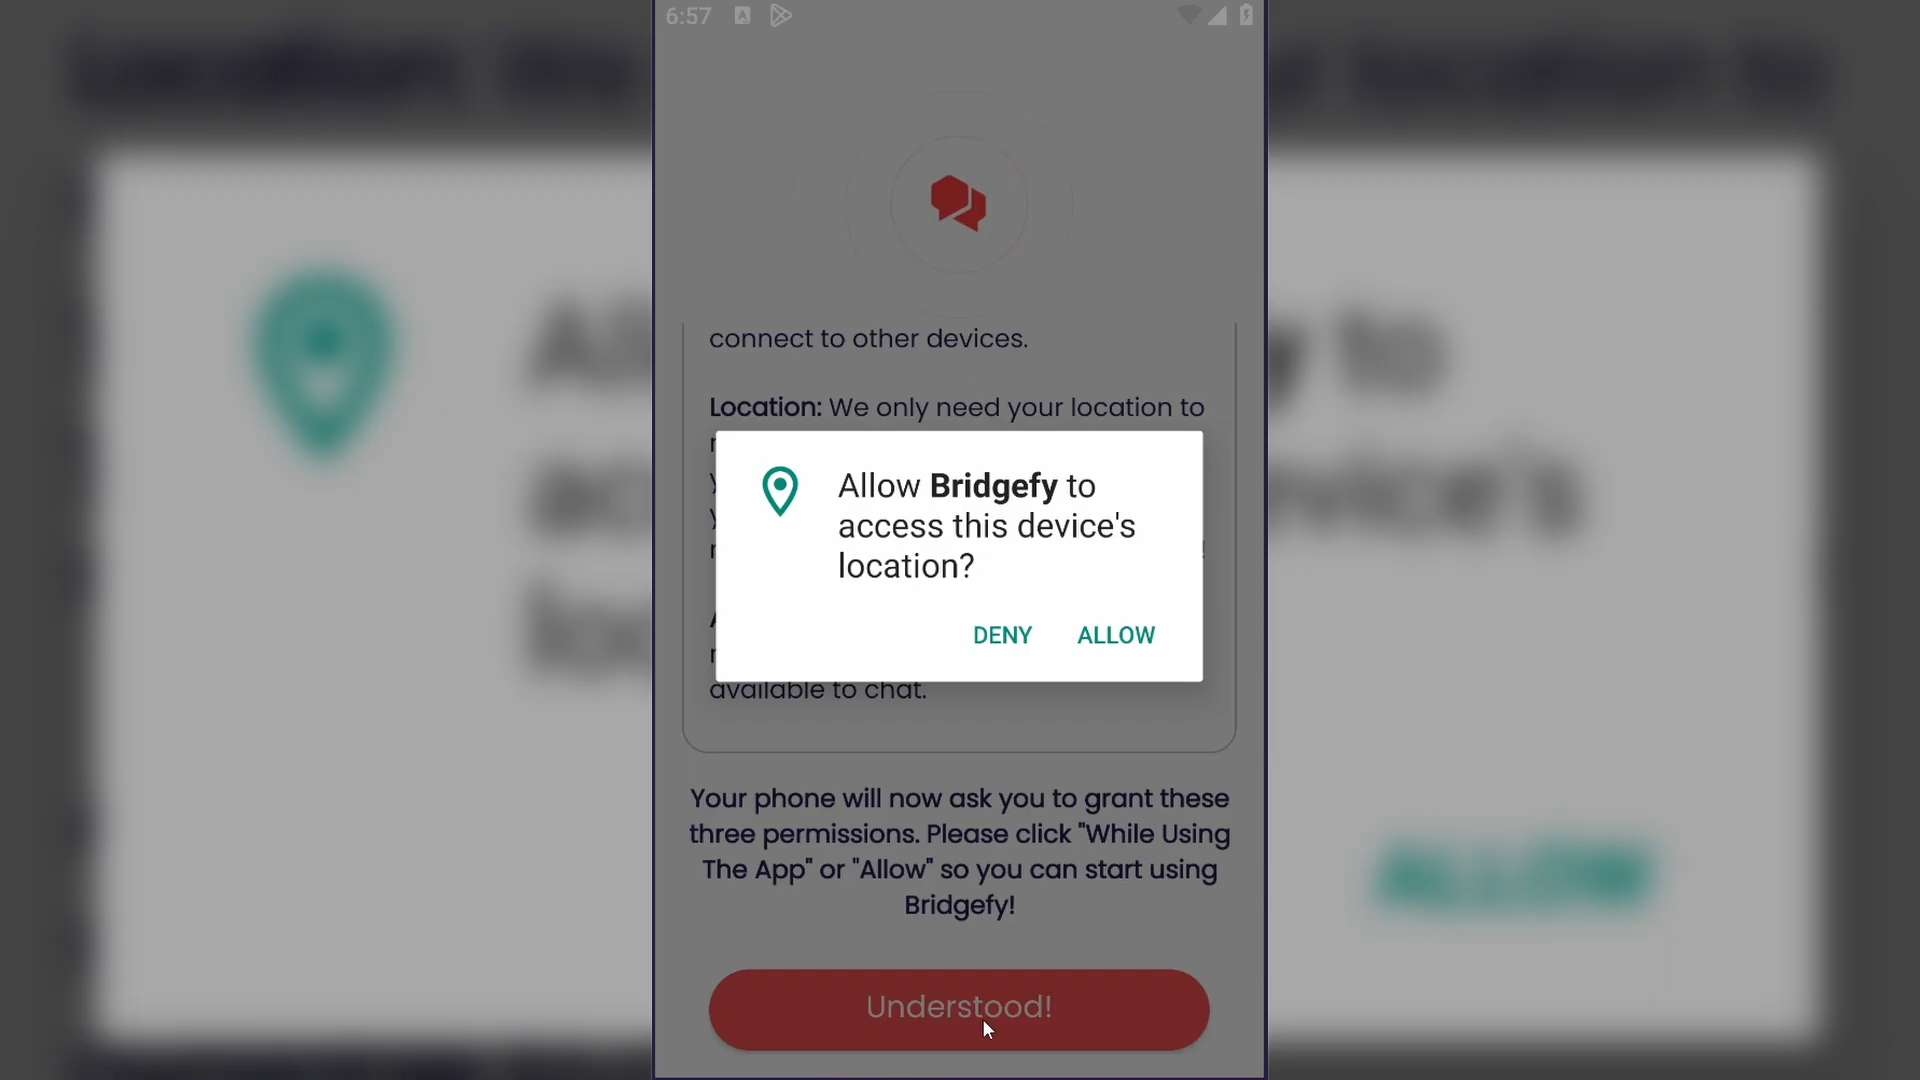 6:57
connect to other devices.
Location: We only need your location to
Allow Bridgefy to
access this device's
location?
DENY ALLOW
available to chat.
Your phone will now ask you to grant these
three permissions. Please click "While Using
The App" or "Allow" so you can start using
Bridgefy!
Understood!